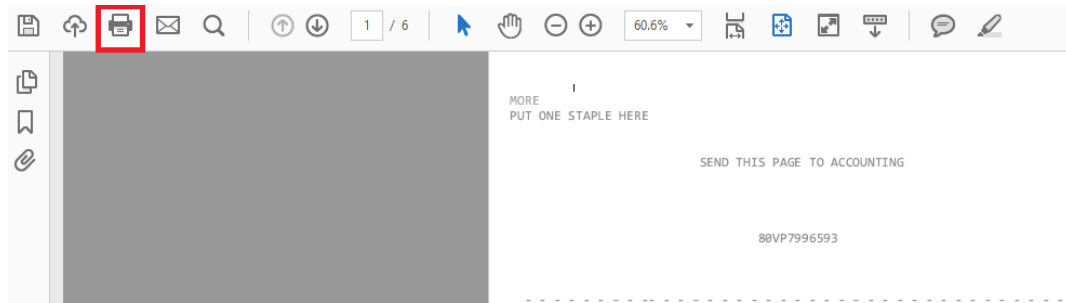 1 / 6 60.6%
MORE
PUT ONE STAPLE HERE
SEND THIS PAGE TO ACCOUNTING
80VP7996593